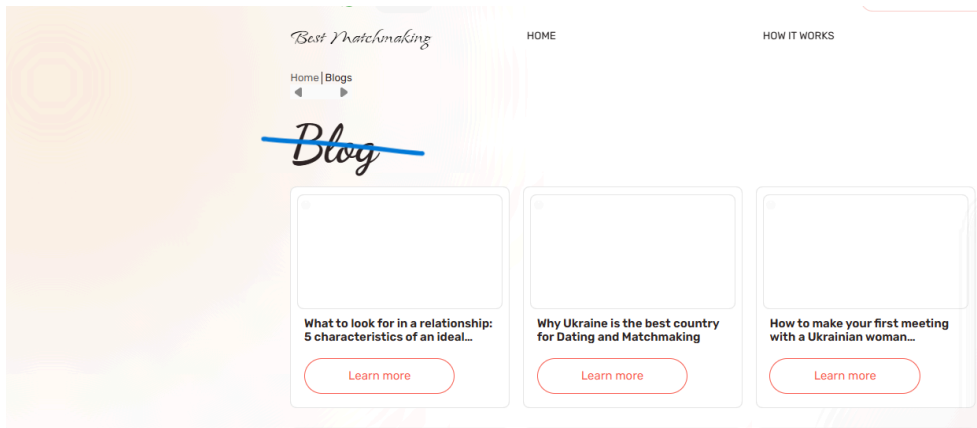 Best Matchmaking
HOME
HOW IT WORKS
Home | Blogs
Blog
What to look for in a relationship:
5 characteristics of an ideal...
Learn more
Why Ukraine is the best country
for Dating and Matchmaking
Learn more
How to make your first meeting
with a Ukrainian woman...
Learn more